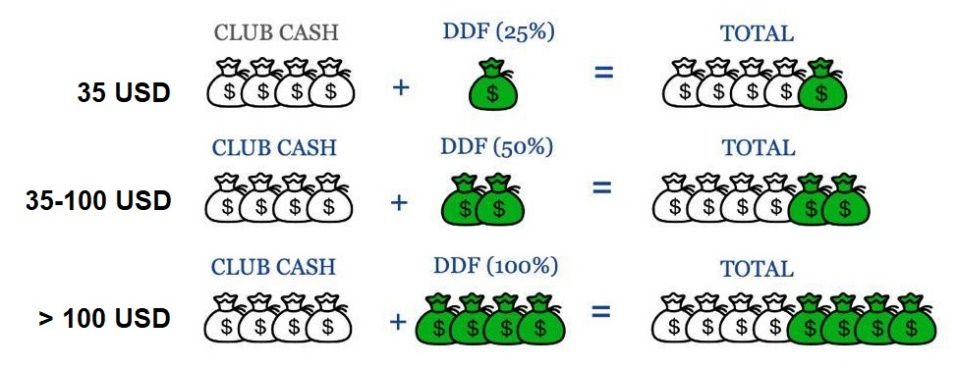 CLUB CASH DDF (25%) TOTAL
35 USD $ $ $ $ + $ = $ $ $ $ $
CLUB CASH DDF (50%) TOTAL
35-100 USD $ $ $ $ + $ $ = $ $ $ $ $ $
CLUB CASH DDF (100%) TOTAL
> 100 USD $ $ $ $ + $ $ $ $ = $ $ $ $ $ $ $ $